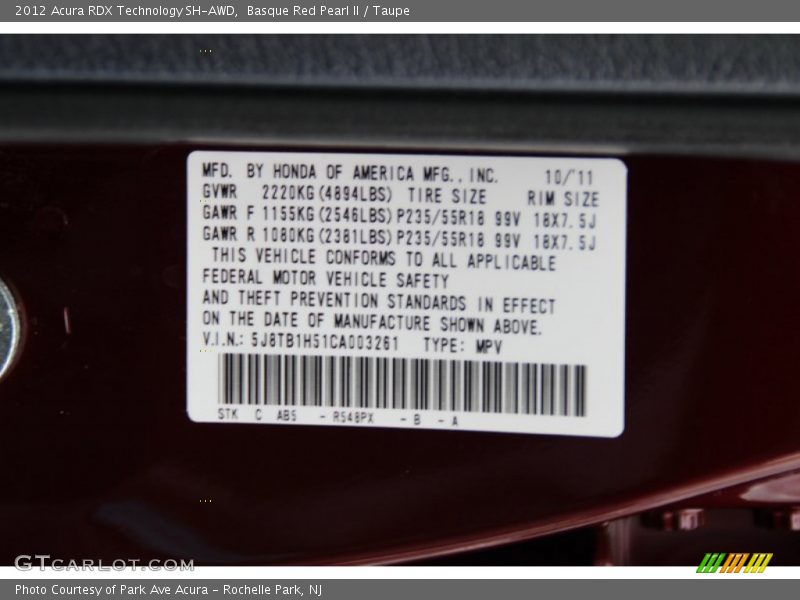 2012 Acura RDX Technology SH-AWD,  Basque Red Pearl II / Taupe
MFD. BY HONDA OF AMERICA MFG., INC. 10/'11
GVWR 2220KG(4894LBS) TIRE SIZE RIM SIZE
GAWR F 1155KG(2546LBS)P235/55R18 99V 18X7.5J
GAWR R 1080KG(2381LBS)P235/55R18 99V 18X7.5J
THIS VEHICLE CONFORMS TO ALL APPLICABLE
FEDERAL MOTOR VEHICLE SAFETY
AND THEFT PREVENTION STANDARDS IN EFFECT
ON THE DATE OF MANUFACTURE SHOWN ABOVE.
V.I.N.: 5J8TB1H51CA003261 TYPE: MPV
STK C AB5 - R548PX - B - A
GTCARLOT.COM
Photo Courtesy of Park Ave Acura - Rochelle Park, NJ